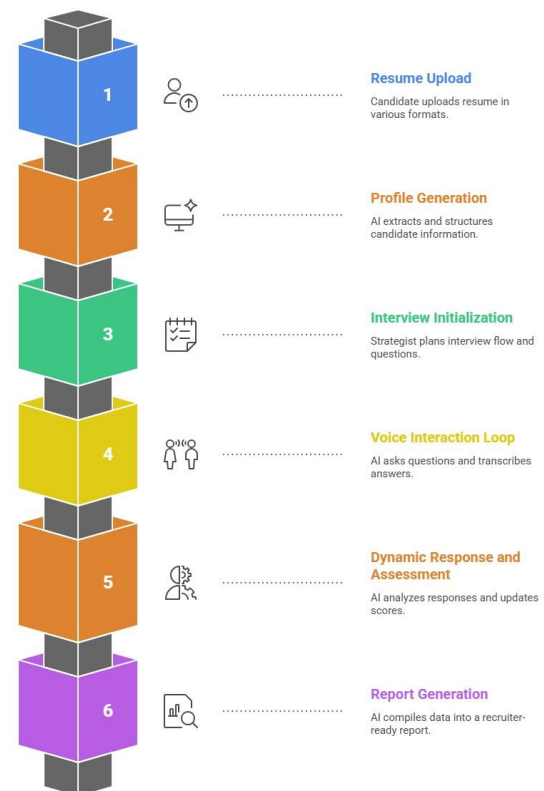 1
Resume Upload
Candidate uploads resume in
various formats.
2
Profile Generation
AI extracts and structures
candidate information.
3
Interview Initialization
Strategist plans interview flow and
questions.
4
Voice Interaction Loop
AI asks questions and transcribes
answers.
5
Dynamic Response and
Assessment
AI analyzes responses and updates
scores.
6
Report Generation
AI compiles data into a recruiter-
ready report.